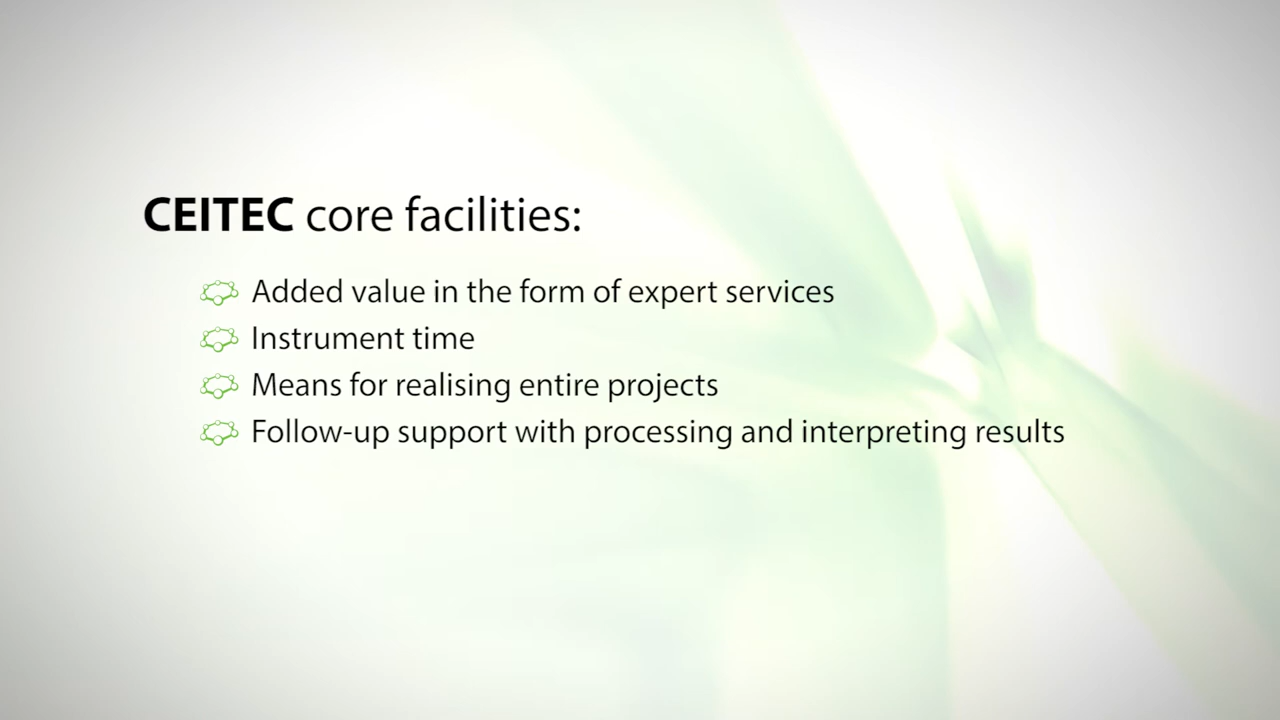 CEITEC core facilities:
Added value in the form of expert services
Instrument time
Means for realising entire projects
Follow-up support with processing and interpreting results